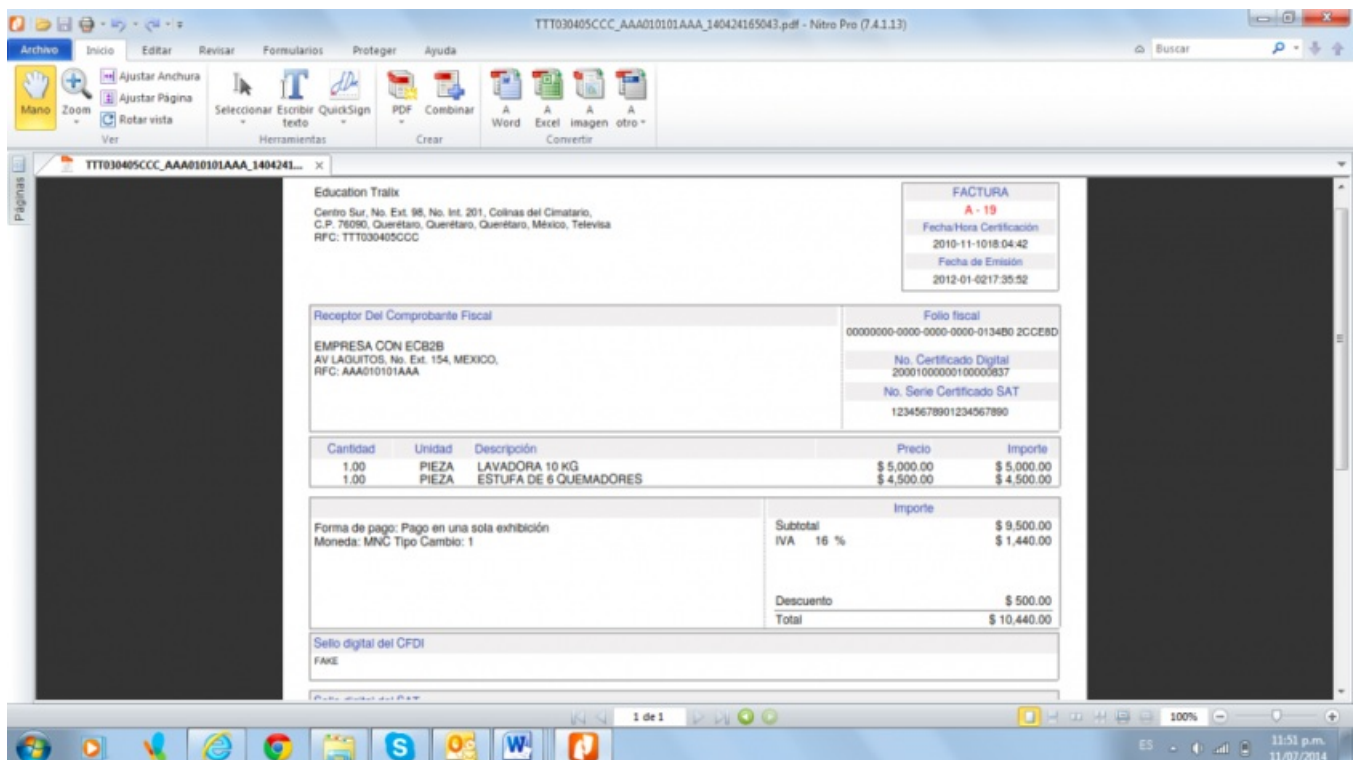 TTT030405CCC_AAA010101AAA_140424165043.pdf - Nitro Pro (7.4.1.13)
Archivo Inicio Editar Revisar Formularios Proteger Ayuda Buscar
Mano
Zoom
Ajustar Anchura
Ajustar Página
Rotar vista
Ver
Seleccionar Escribir texto QuickSign
Herramientas
PDF Combinar
Crear
A Word A Excel A imagen A otro
Convertir
TTT030405CCC_AAA010101AAA_1404241...
Páginas
Education Tralix
Centro Sur, No. Ext. 98, No. Int. 201, Colinas del Cimatario,
C.P. 76090, Querétaro, Querétaro, Querétaro, México, Televisa
RFC: TTT030405CCC
FACTURA
A - 19
Fecha/Hora Certificación
2010-11-1018:04:42
Fecha de Emisión
2012-01-0217:35:52
Receptor Del Comprobante Fiscal
EMPRESA CON ECB2B
AV LAGUITOS, No. Ext. 154, MEXICO,
RFC: AAA010101AAA
Folio fiscal
00000000-0000-0000-0000-0134B0 2CCE8D
No. Certificado Digital
20001000000100000837
No. Serie Certificado SAT
12345678901234567890
Cantidad Unidad Descripción Precio Importe
1.00 PIEZA LAVADORA 10 KG $ 5,000.00 $ 5,000.00
1.00 PIEZA ESTUFA DE 6 QUEMADORES $ 4,500.00 $ 4,500.00
Importe
Forma de pago: Pago en una sola exhibición
Moneda: MNC Tipo Cambio: 1
Subtotal $ 9,500.00
IVA 16 % $ 1,440.00
Descuento $ 500.00
Total $ 10,440.00
Sello digital del CFDI
FAKE
Sello digital del SAT
1 de 1
100%
ES
11:51 p.m.
11/07/2014